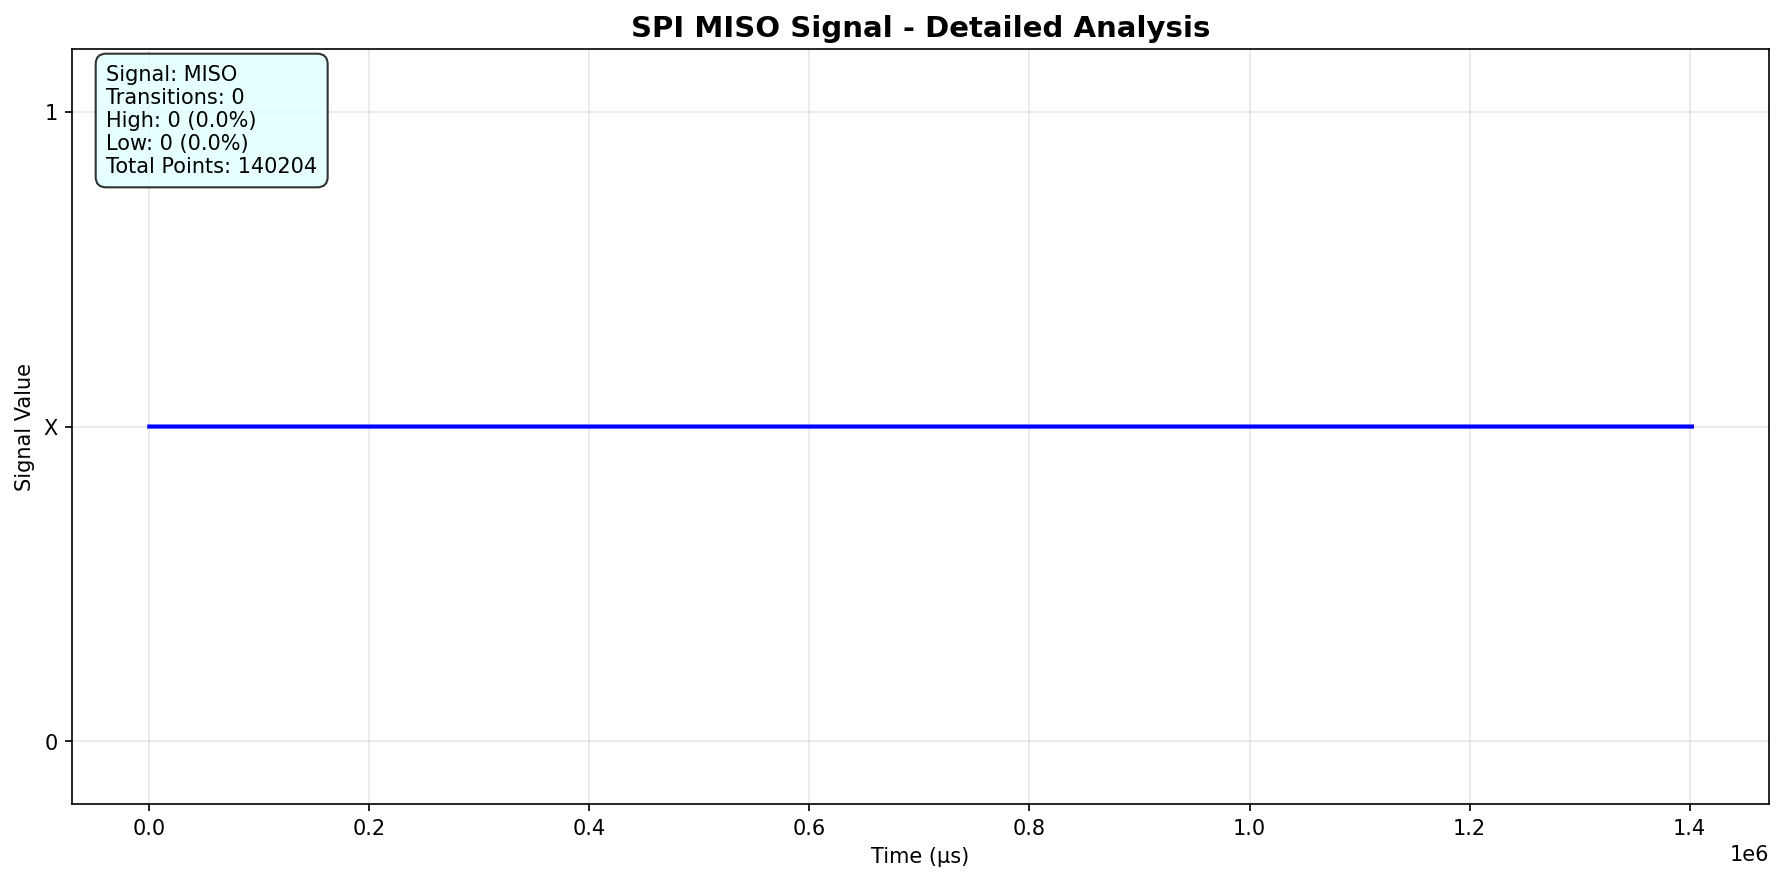 SPI MISO Signal - Detailed Analysis
Signal: MISO
Transitions: 0
High: 0 (0.0%)
Low: 0 (0.0%)
Total Points: 140204
Signal Value
1
X
0
0.0 0.2 0.4 0.6 0.8 1.0 1.2 1.4
1e6
Time (µs)